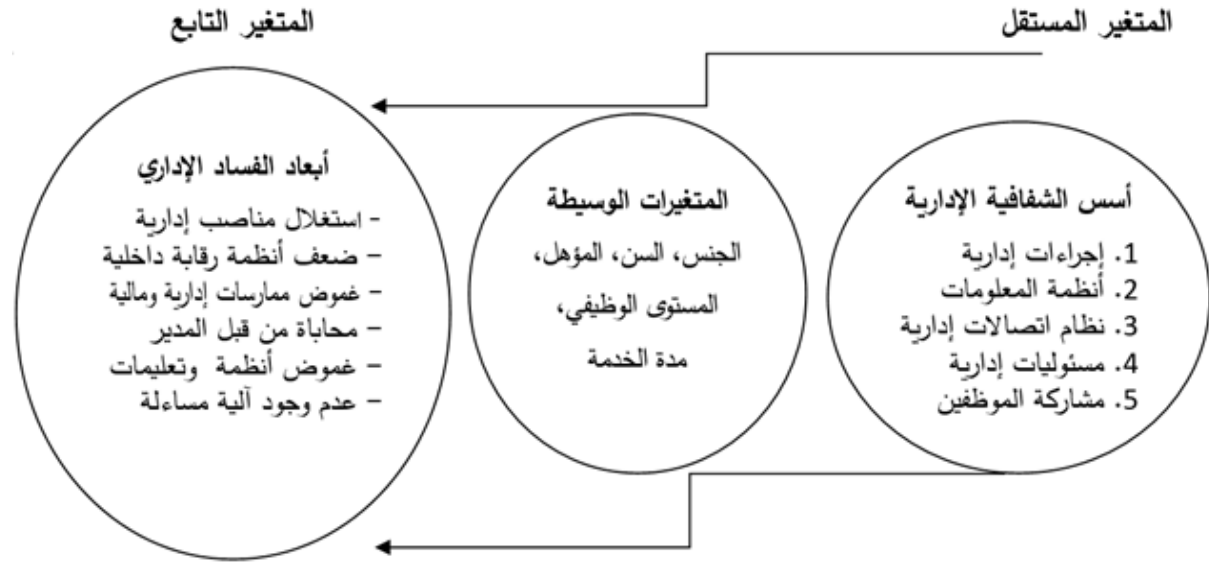 المتغير المستقل
المتغير التابع
أسس الشفافية الإدارية
1. إجراءات إدارية
2. أنظمة المعلومات
3. نظام اتصالات إدارية
4. مسئوليات إدارية
5. مشاركة الموظفين
المتغيرات الوسيطة
الجنس، السن، المؤهل،
المستوى الوظيفي،
مدة الخدمة
أبعاد الفساد الإداري
- استغلال مناصب إدارية
- ضعف أنظمة رقابة داخلية
- غموض ممارسات إدارية ومالية
- محاباة من قبل المدير
- غموض أنظمة وتعليمات
- عدم وجود آلية مساءلة